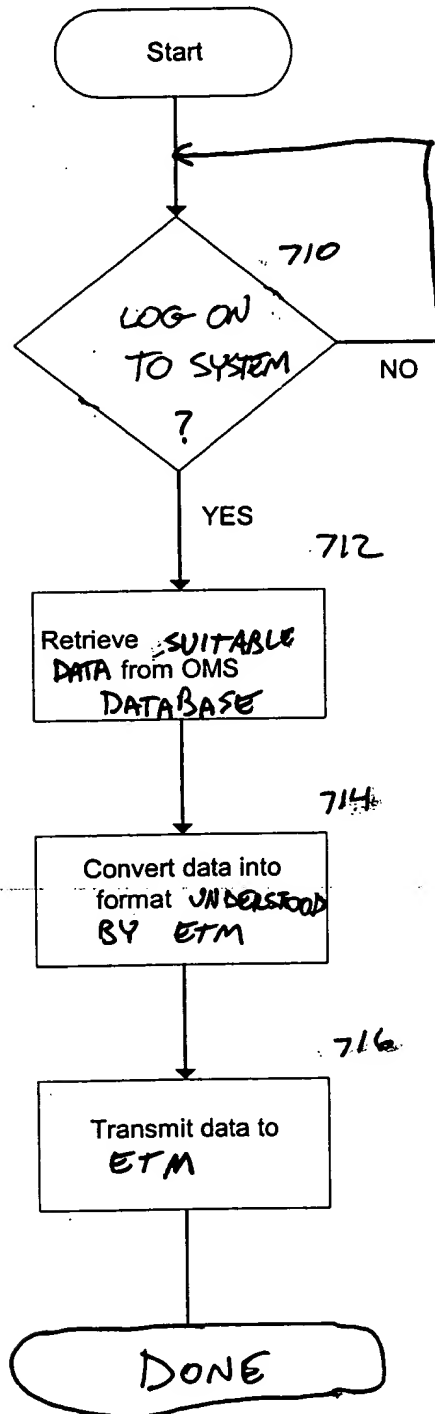 Start
710
LOG ON
TO SYSTEM
?
NO
YES
712
Retrieve SUITABLE
DATA from OMS
DATABASE
714
Convert data into
format UNDERSTOOD
BY ETM
716
Transmit data to
ETM
DONE